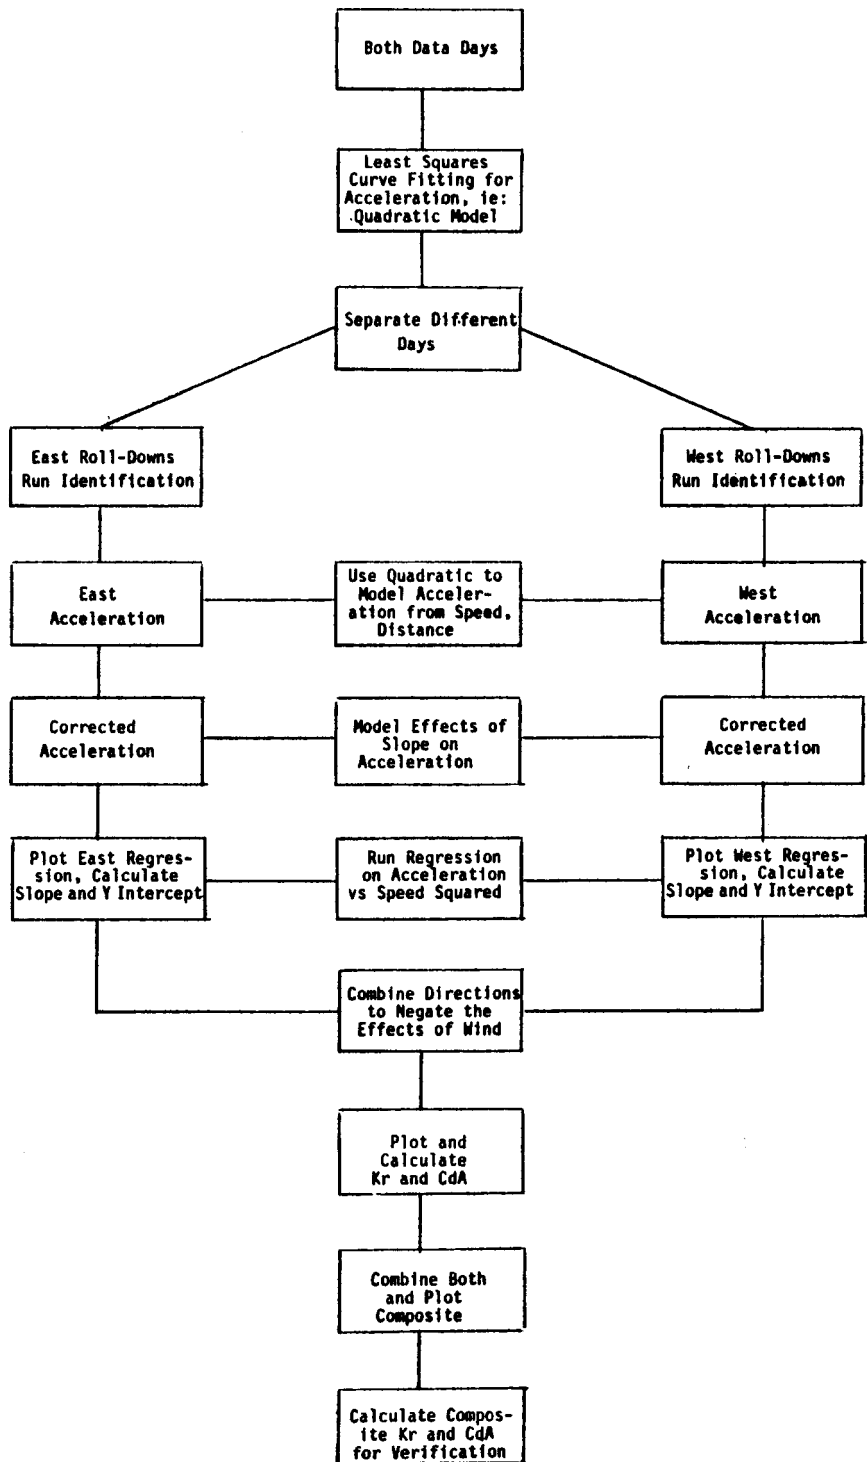 Both Data Days
Least Squares
Curve Fitting for
Acceleration, ie:
Quadratic Model
Separate Different
Days
East Roll-Downs
Run Identification
West Roll-Downs
Run Identification
East
Acceleration
Use Quadratic to
Model Acceler-
ation from Speed,
Distance
West
Acceleration
Corrected
Acceleration
Model Effects of
Slope on
Acceleration
Corrected
Acceleration
Plot East Regres-
sion, Calculate
Slope and Y Intercept
Run Regression
on Acceleration
vs Speed Squared
Plot West Regres-
sion, Calculate
Slope and Y Intercept
Combine Directions
to Negate the
Effects of Wind
Plot and
Calculate
Kr and CdA
Combine Both
and Plot
Composite
Calculate Compos-
ite Kr and CdA
for Verification